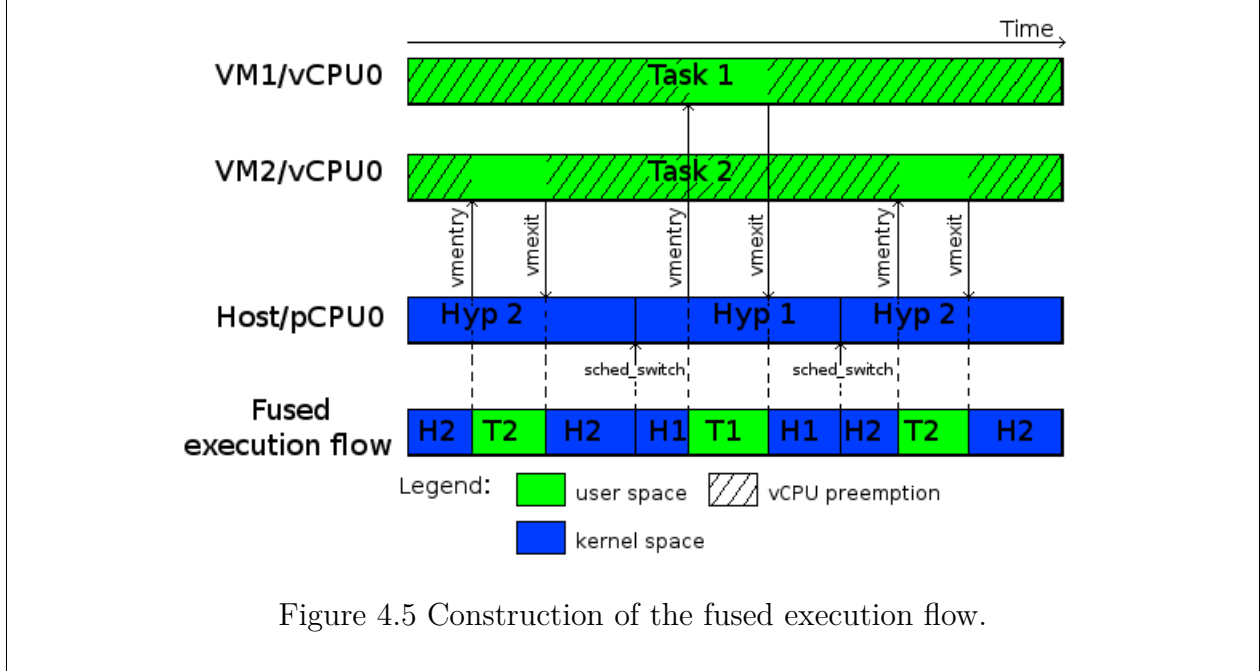 Time
VM1/vCPU0
Task 1
VM2/vCPU0
Task 2
vmentry
vmexit
vmentry
vmexit
vmentry
vmexit
Host/pCPU0
Hyp 2
Hyp 1
Hyp 2
sched_switch
sched_switch
Fused
execution flow
H2 T2 H2 H1 T1 H1 H2 T2 H2
Legend:
user space
vCPU preemption
kernel space
Figure 4.5 Construction of the fused execution flow.